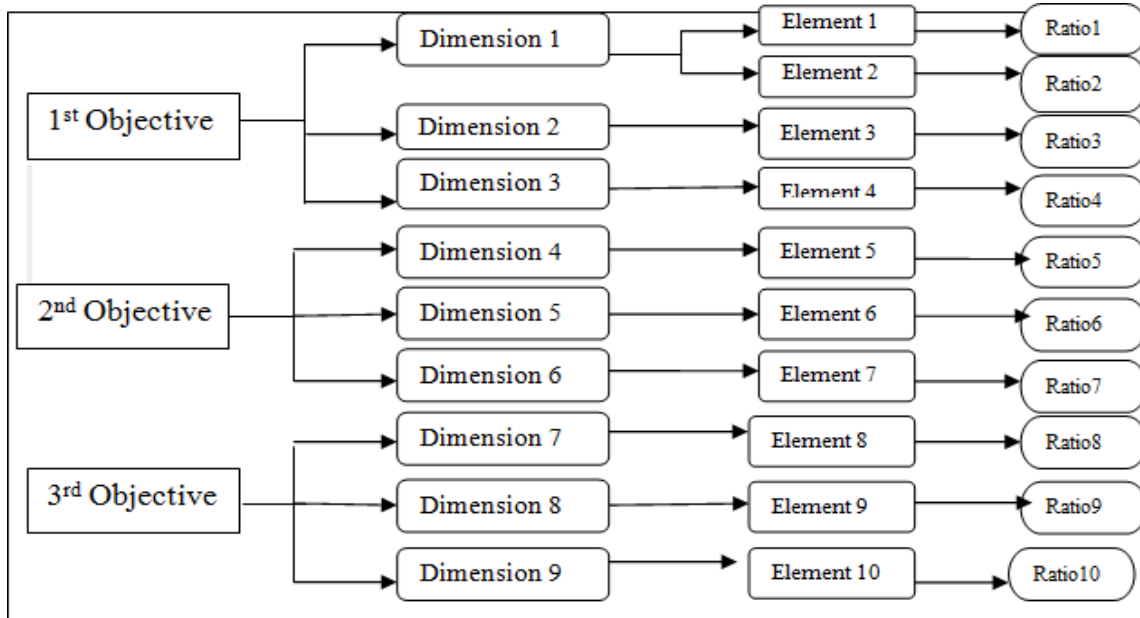 Dimension 1
Element 1
Ratio1
Element 2
Ratio2
1st Objective
Dimension 2
Element 3
Ratio3
Dimension 3
Element 4
Ratio4
Dimension 4
Element 5
Ratio5
2nd Objective
Dimension 5
Element 6
Ratio6
Dimension 6
Element 7
Ratio7
Dimension 7
Element 8
Ratio8
3rd Objective
Dimension 8
Element 9
Ratio9
Dimension 9
Element 10
Ratio10